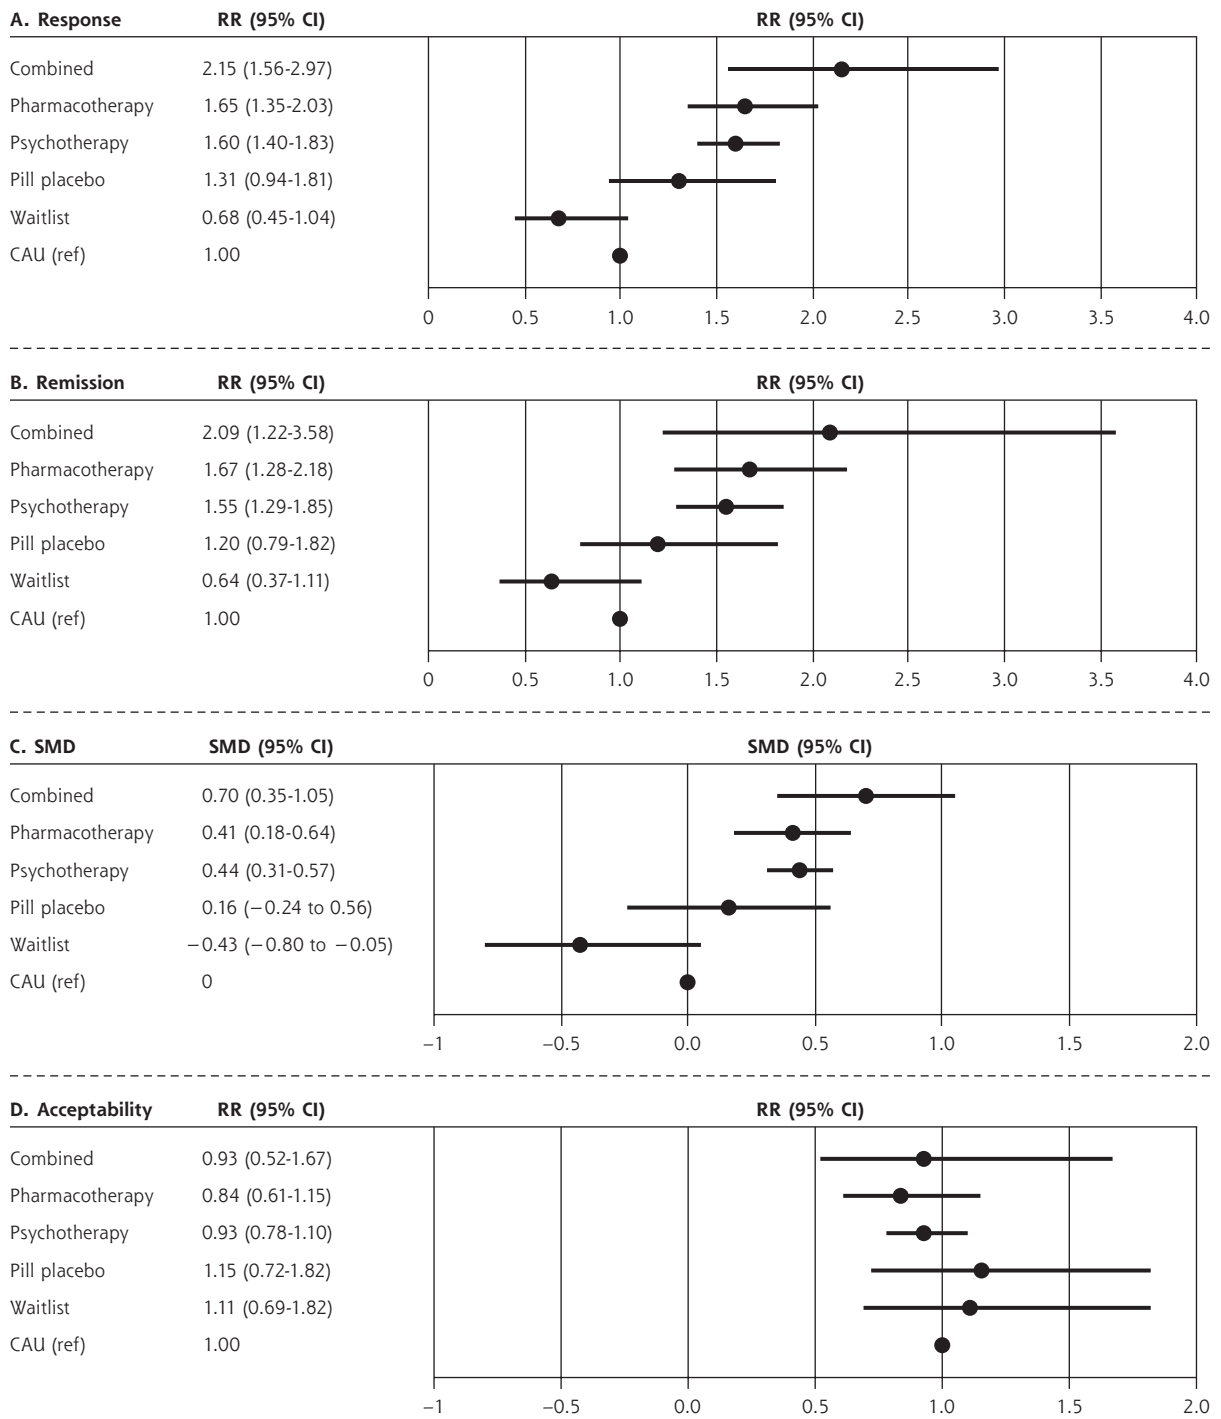 A. Response RR (95% CI) RR (95% CI)
Combined 2.15 (1.56-2.97)
Pharmacotherapy 1.65 (1.35-2.03)
Psychotherapy 1.60 (1.40-1.83)
Pill placebo 1.31 (0.94-1.81)
Waitlist 0.68 (0.45-1.04)
CAU (ref) 1.00
0 0.5 1.0 1.5 2.0 2.5 3.0 3.5 4.0
B. Remission RR (95% CI) RR (95% CI)
Combined 2.09 (1.22-3.58)
Pharmacotherapy 1.67 (1.28-2.18)
Psychotherapy 1.55 (1.29-1.85)
Pill placebo 1.20 (0.79-1.82)
Waitlist 0.64 (0.37-1.11)
CAU (ref) 1.00
0 0.5 1.0 1.5 2.0 2.5 3.0 3.5 4.0
C. SMD SMD (95% CI) SMD (95% CI)
Combined 0.70 (0.35-1.05)
Pharmacotherapy 0.41 (0.18-0.64)
Psychotherapy 0.44 (0.31-0.57)
Pill placebo 0.16 (−0.24 to 0.56)
Waitlist −0.43 (−0.80 to −0.05)
CAU (ref) 0
−1 −0.5 0.0 0.5 1.0 1.5 2.0
D. Acceptability RR (95% CI) RR (95% CI)
Combined 0.93 (0.52-1.67)
Pharmacotherapy 0.84 (0.61-1.15)
Psychotherapy 0.93 (0.78-1.10)
Pill placebo 1.15 (0.72-1.82)
Waitlist 1.11 (0.69-1.82)
CAU (ref) 1.00
−1 −0.5 0.0 0.5 1.0 1.5 2.0